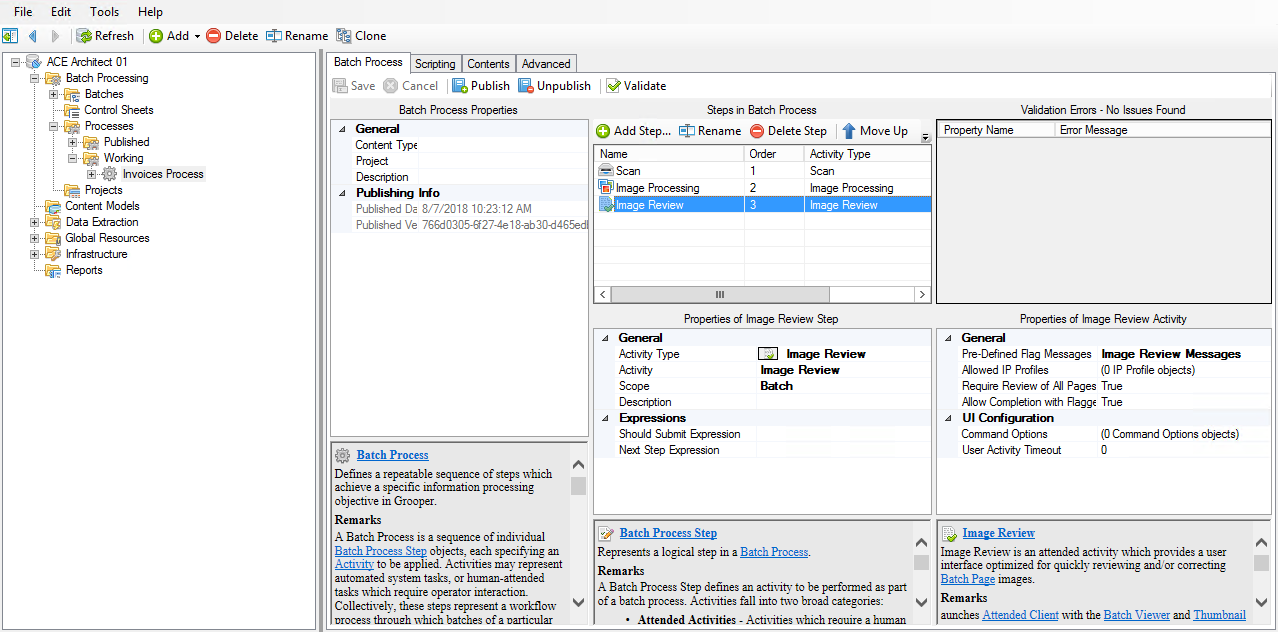 File Edit Tools Help
Refresh Add Delete Rename Clone
ACE Architect 01
Batch Processing
Batches
Control Sheets
Processes
Published
Working
Invoices Process
Projects
Content Models
Data Extraction
Global Resources
Infrastructure
Reports
Batch Process Scripting Contents Advanced
Save Cancel Publish Unpublish Validate
Batch Process Properties
General
Content Type
Project
Description
Publishing Info
Published Da 8/7/2018 10:23:12 AM
Published Ve 766d0305-6f27-4e18-ab30-d465edl
Batch Process
Defines a repeatable sequence of steps which
achieve a specific information processing
objective in Grooper.
Remarks
A Batch Process is a sequence of individual
Batch Process Step objects, each specifying an
Activity to be applied. Activities may represent
automated system tasks, or human-attended
tasks which require operator interaction.
Collectively, these steps represent a workflow
process through which batches of a particular
Steps in Batch Process
Add Step... Rename Delete Step Move Up
Name Order Activity Type
Scan 1 Scan
Image Processing 2 Image Processing
Image Review 3 Image Review
Properties of Image Review Step
General
Activity Type Image Review
Activity Image Review
Scope Batch
Description
Expressions
Should Submit Expression
Next Step Expression
Batch Process Step
Represents a logical step in a Batch Process.
Remarks
A Batch Process Step defines an activity to be performed as part
of a batch process. Activities fall into two broad categories:
• Attended Activities - Activities which require a human
Validation Errors - No Issues Found
Property Name Error Message
Properties of Image Review Activity
General
Pre-Defined Flag Messages Image Review Messages
Allowed IP Profiles (0 IP Profile objects)
Require Review of All Pages True
Allow Completion with Flagge True
UI Configuration
Command Options (0 Command Options objects)
User Activity Timeout 0
Image Review
Image Review is an attended activity which provides a user
interface optimized for quickly reviewing and/or correcting
Batch Page images.
Remarks
aunches Attended Client with the Batch Viewer and Thumbnail